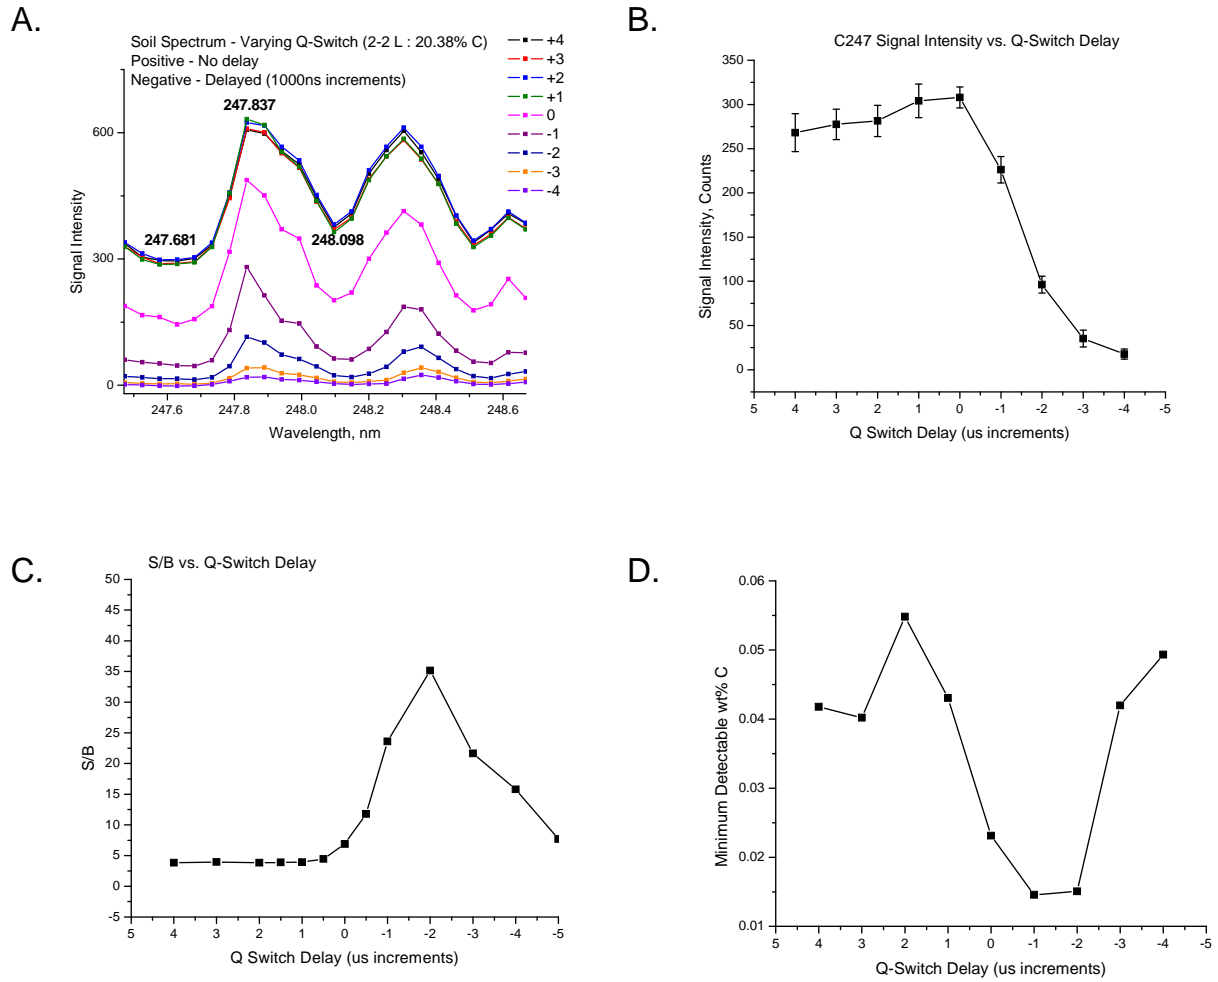 A.
Soil Spectrum - Varying Q-Switch (2-2 L : 20.38% C)
Positive - No delay
Negative - Delayed (1000ns increments)
+4
+3
+2
+1
0
-1
-2
-3
-4
247.837
247.681
248.098
Signal Intensity
600
300
0
247.6 247.8 248.0 248.2 248.4 248.6
Wavelength, nm
B.
C247 Signal Intensity vs. Q-Switch Delay
Signal Intensity, Counts
350
300
250
200
150
100
50
0
5 4 3 2 1 0 -1 -2 -3 -4 -5
Q Switch Delay (us increments)
C.
S/B vs. Q-Switch Delay
S/B
50
45
40
35
30
25
20
15
10
5
0
-5
5 4 3 2 1 0 -1 -2 -3 -4 -5
Q Switch Delay (us increments)
D.
Minimum Detectable wt% C
0.06
0.05
0.04
0.03
0.02
0.01
5 4 3 2 1 0 -1 -2 -3 -4 -5
Q-Switch Delay (us increments)